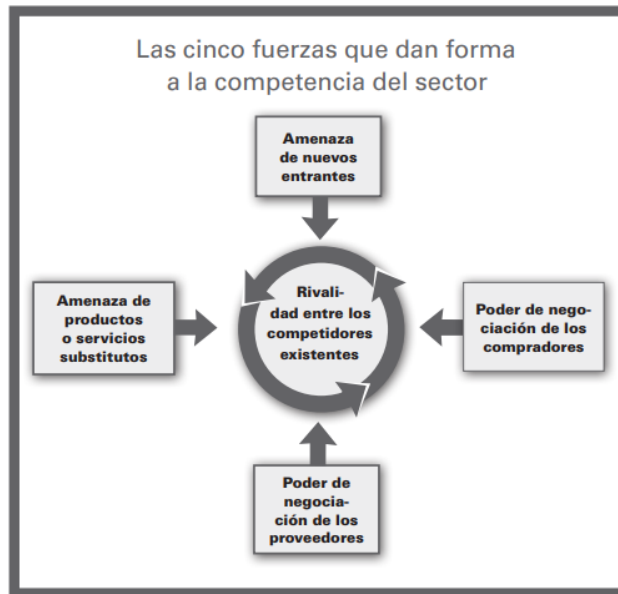 Las cinco fuerzas que dan forma
a la competencia del sector
Amenaza
de nuevos
entrantes
Amenaza de
productos
o servicios
substitutos
Rivali-
dad entre los
competidores
existentes
Poder de nego-
ciación de los
compradores
Poder de
negocia-
ción de los
proveedores